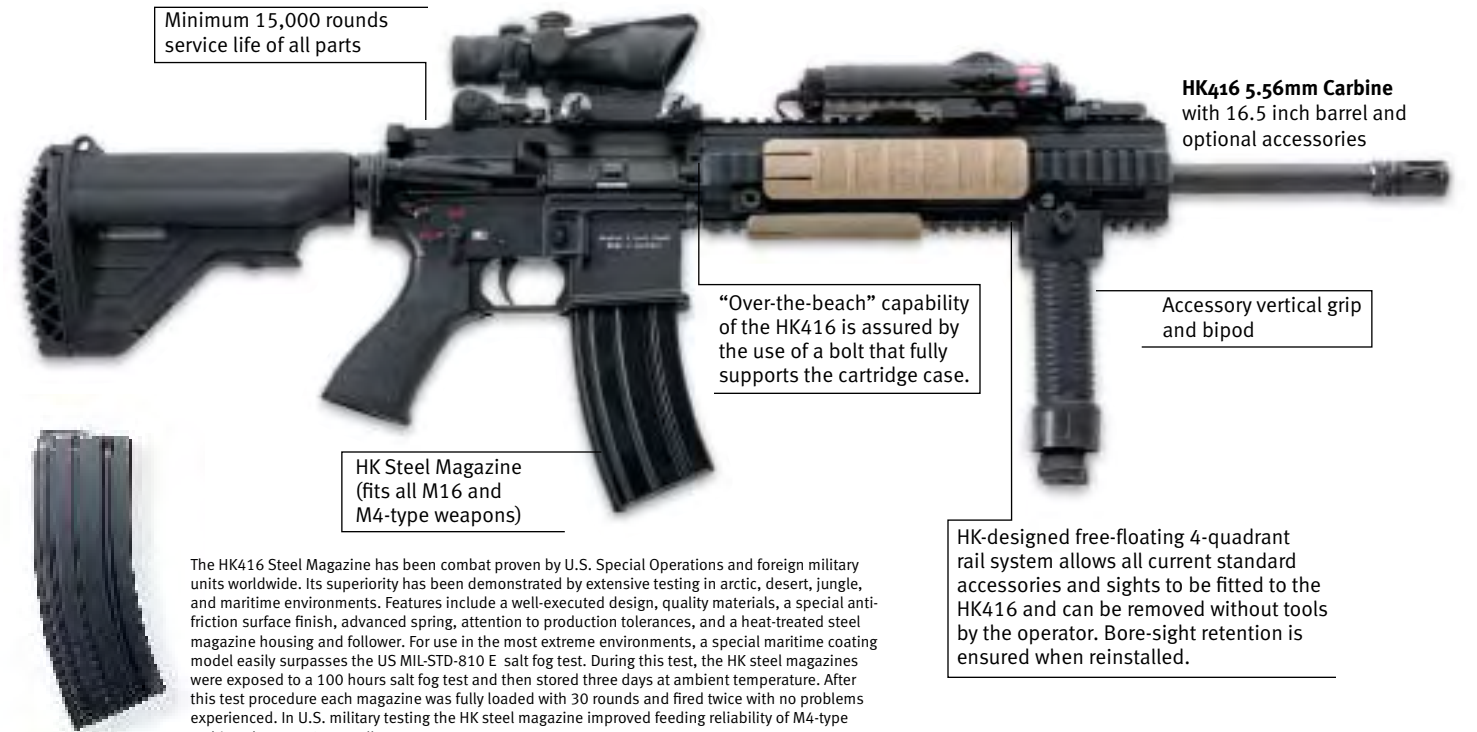 Minimum 15,000 rounds
service life of all parts
HK416 5.56mm Carbine
with 16.5 inch barrel and
optional accessories
"Over-the-beach" capability
of the HK416 is assured by
the use of a bolt that fully
supports the cartridge case.
Accessory vertical grip
and bipod
HK Steel Magazine
(fits all M16 and
M4-type weapons)
HK-designed free-floating 4-quadrant
rail system allows all current standard
accessories and sights to be fitted to the
HK416 and can be removed without tools
by the operator. Bore-sight retention is
ensured when reinstalled.
The HK416 Steel Magazine has been combat proven by U.S. Special Operations and foreign military
units worldwide. Its superiority has been demonstrated by extensive testing in arctic, desert, jungle,
and maritime environments. Features include a well-executed design, quality materials, a special anti-
friction surface finish, advanced spring, attention to production tolerances, and a heat-treated steel
magazine housing and follower. For use in the most extreme environments, a special maritime coating
model easily surpasses the US MIL-STD-810 E salt fog test. During this test, the HK steel magazines
were exposed to a 100 hours salt fog test and then stored three days at ambient temperature. After
this test procedure each magazine was fully loaded with 30 rounds and fired twice with no problems
experienced. In U.S. military testing the HK steel magazine improved feeding reliability of M4-type